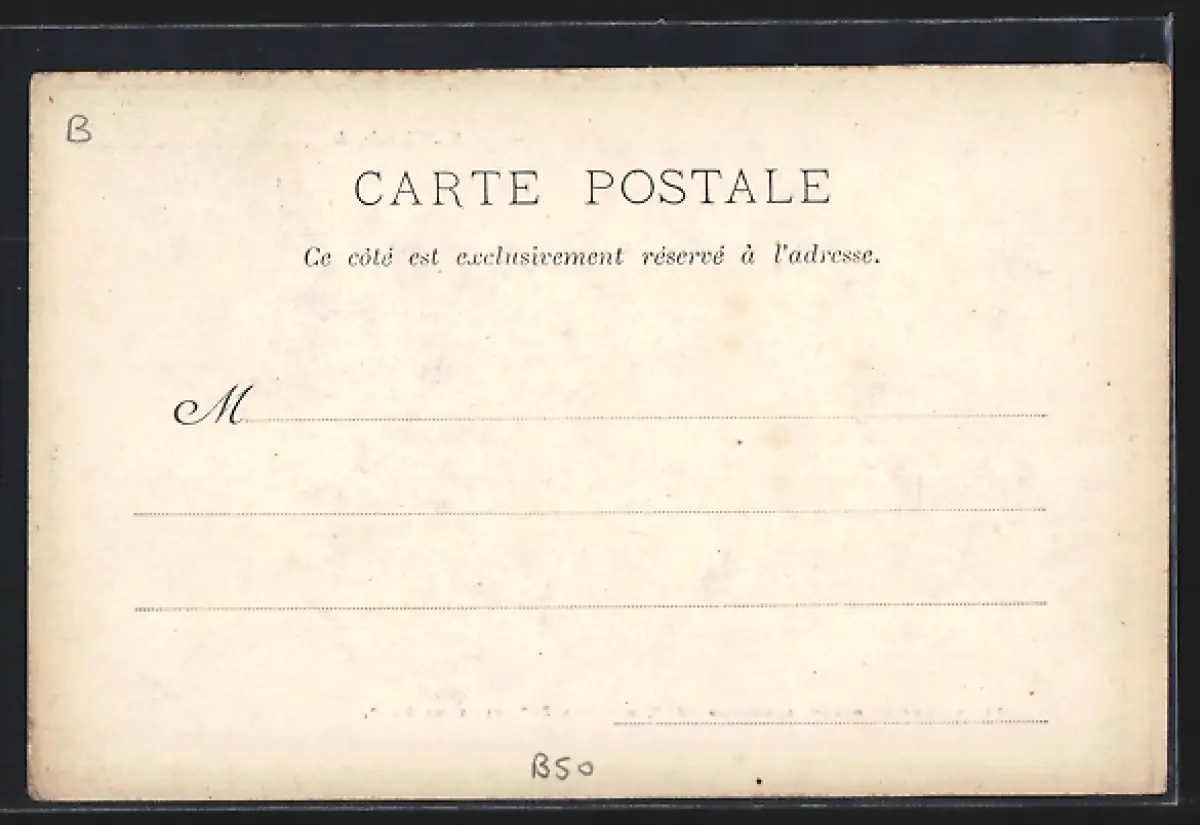 B
CARTE POSTALE
Ce côté est exclusivement réservé à l'adresse.
M
B50